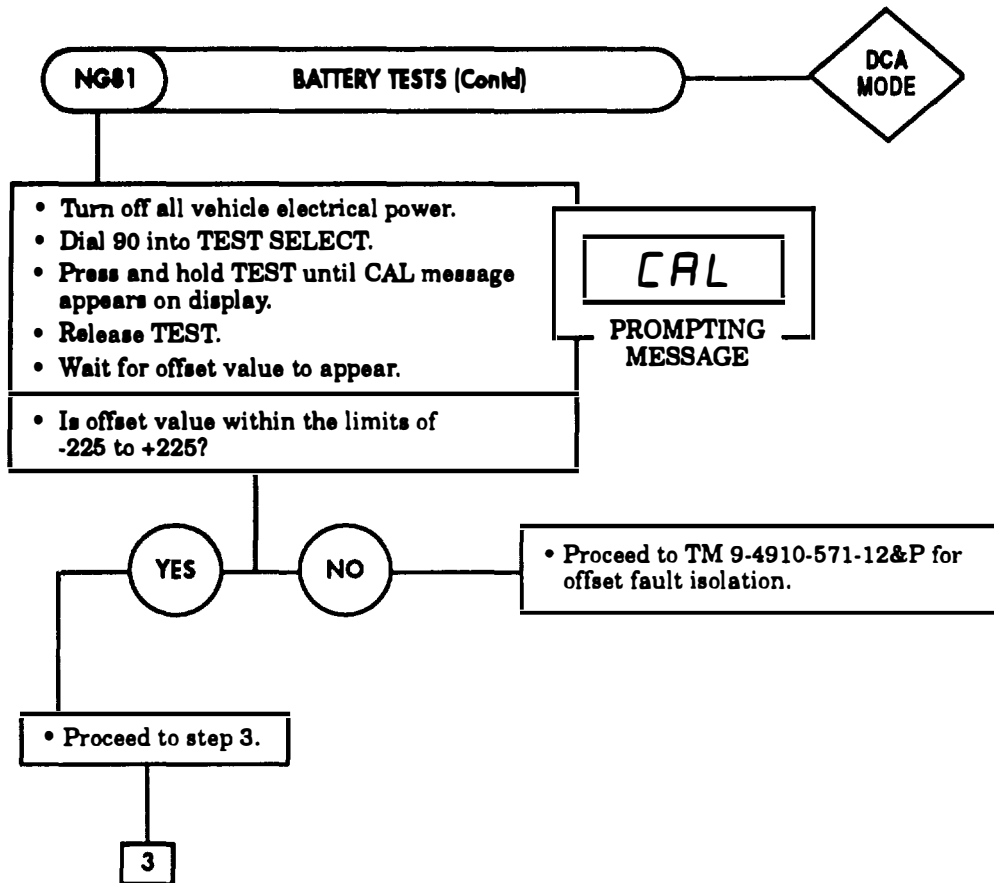 NG81
BATTERY TESTS (Contd)
DCA
MODE
• Turn off all vehicle electrical power.
• Dial 90 into TEST SELECT.
• Press and hold TEST until CAL message
appears on display.
• Release TEST.
• Wait for offset value to appear.
CAL
PROMPTING
MESSAGE
• Is offset value within the limits of
-225 to +225?
YES
NO
• Proceed to TM 9-4910-571-12&P for
offset fault isolation.
• Proceed to step 3.
3